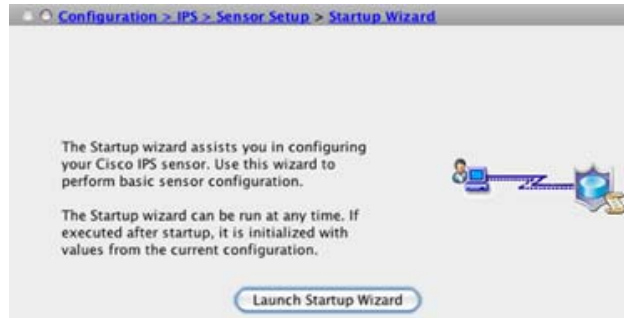 Configuration > IPS > Sensor Setup > Startup Wizard
The Startup wizard assists you in configuring
your Cisco IPS sensor. Use this wizard to
perform basic sensor configuration.
The Startup wizard can be run at any time. If
executed after startup, it is initialized with
values from the current configuration.
Launch Startup Wizard